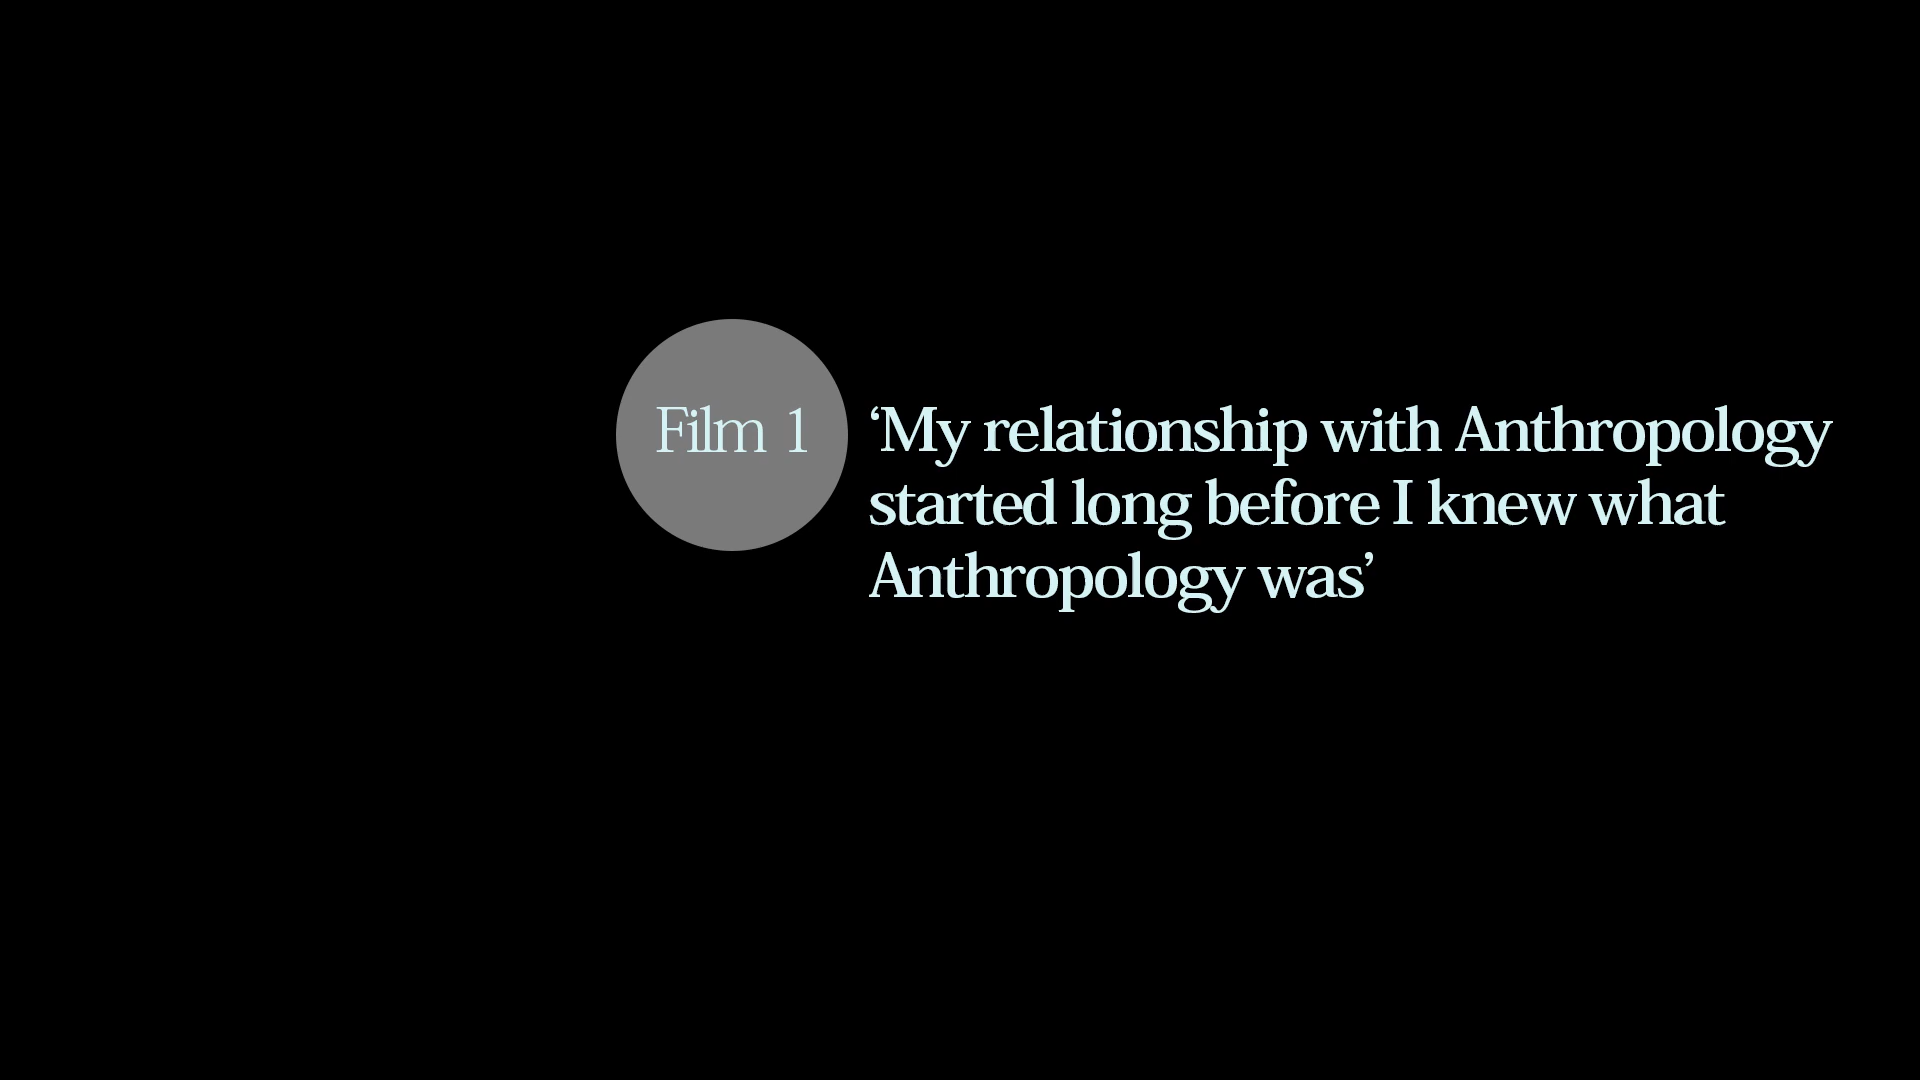 Film 1
‘My relationship with Anthropology
started long before I knew what
Anthropology was’